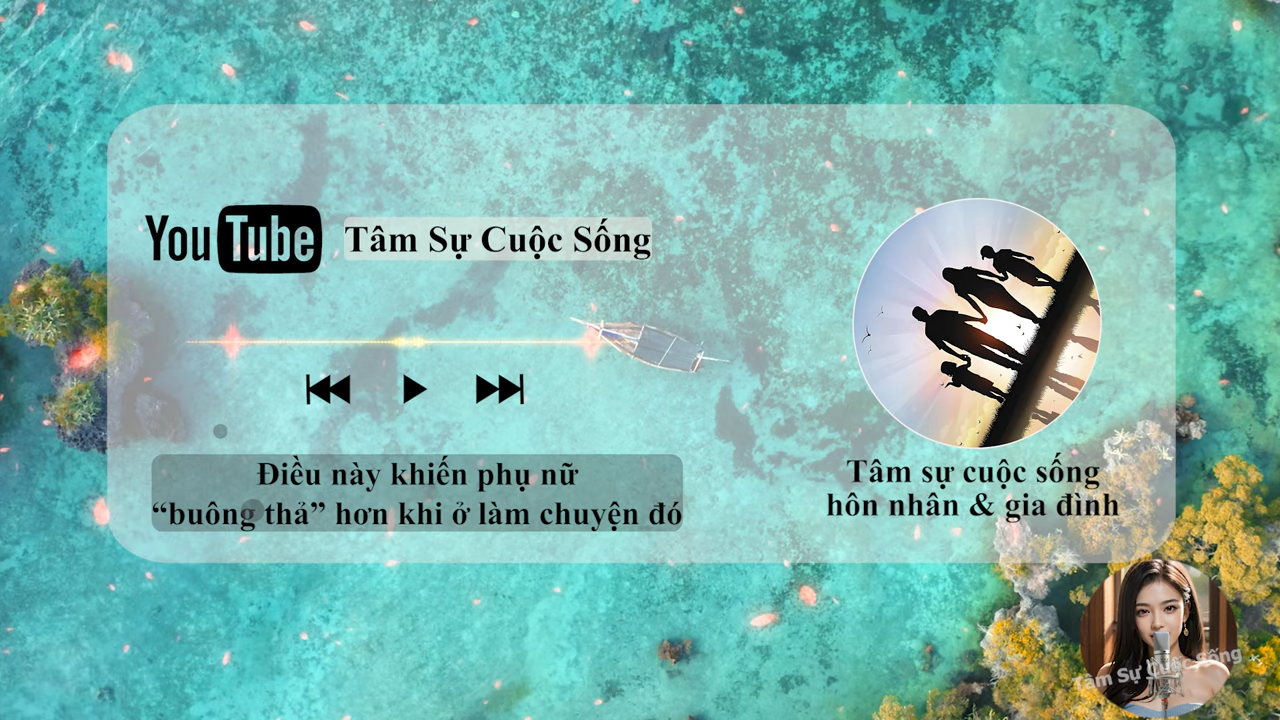 YouTube Tâm Sự Cuộc Sống
Điều này khiến phụ nữ
“buông thả” hơn khi ở làm chuyện đó
Tâm sự cuộc sống
hôn nhân & gia đình
Tâm Sự Cuộc Sống